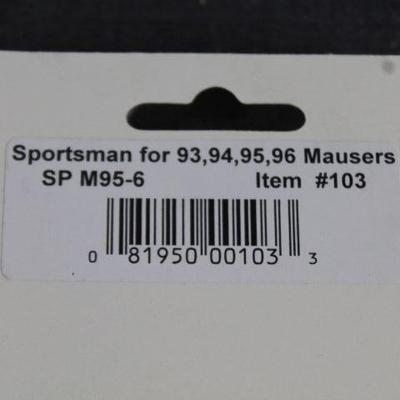 Sportsman for 93,94,95,96 Mausers
SP M95-6 Item #103
0 81950 00103 3